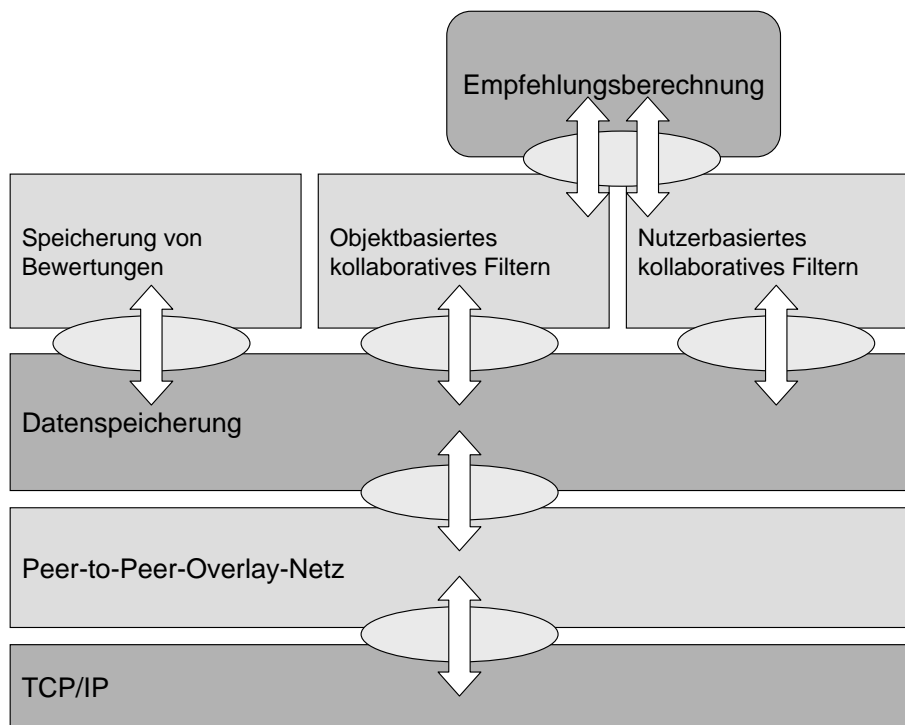 Empfehlungsberechnung
Speicherung von
Bewertungen
Objektbasiertes
kollaboratives Filtern
Nutzerbasiertes
kollaboratives Filtern
Datenspeicherung
Peer-to-Peer-Overlay-Netz
TCP/IP